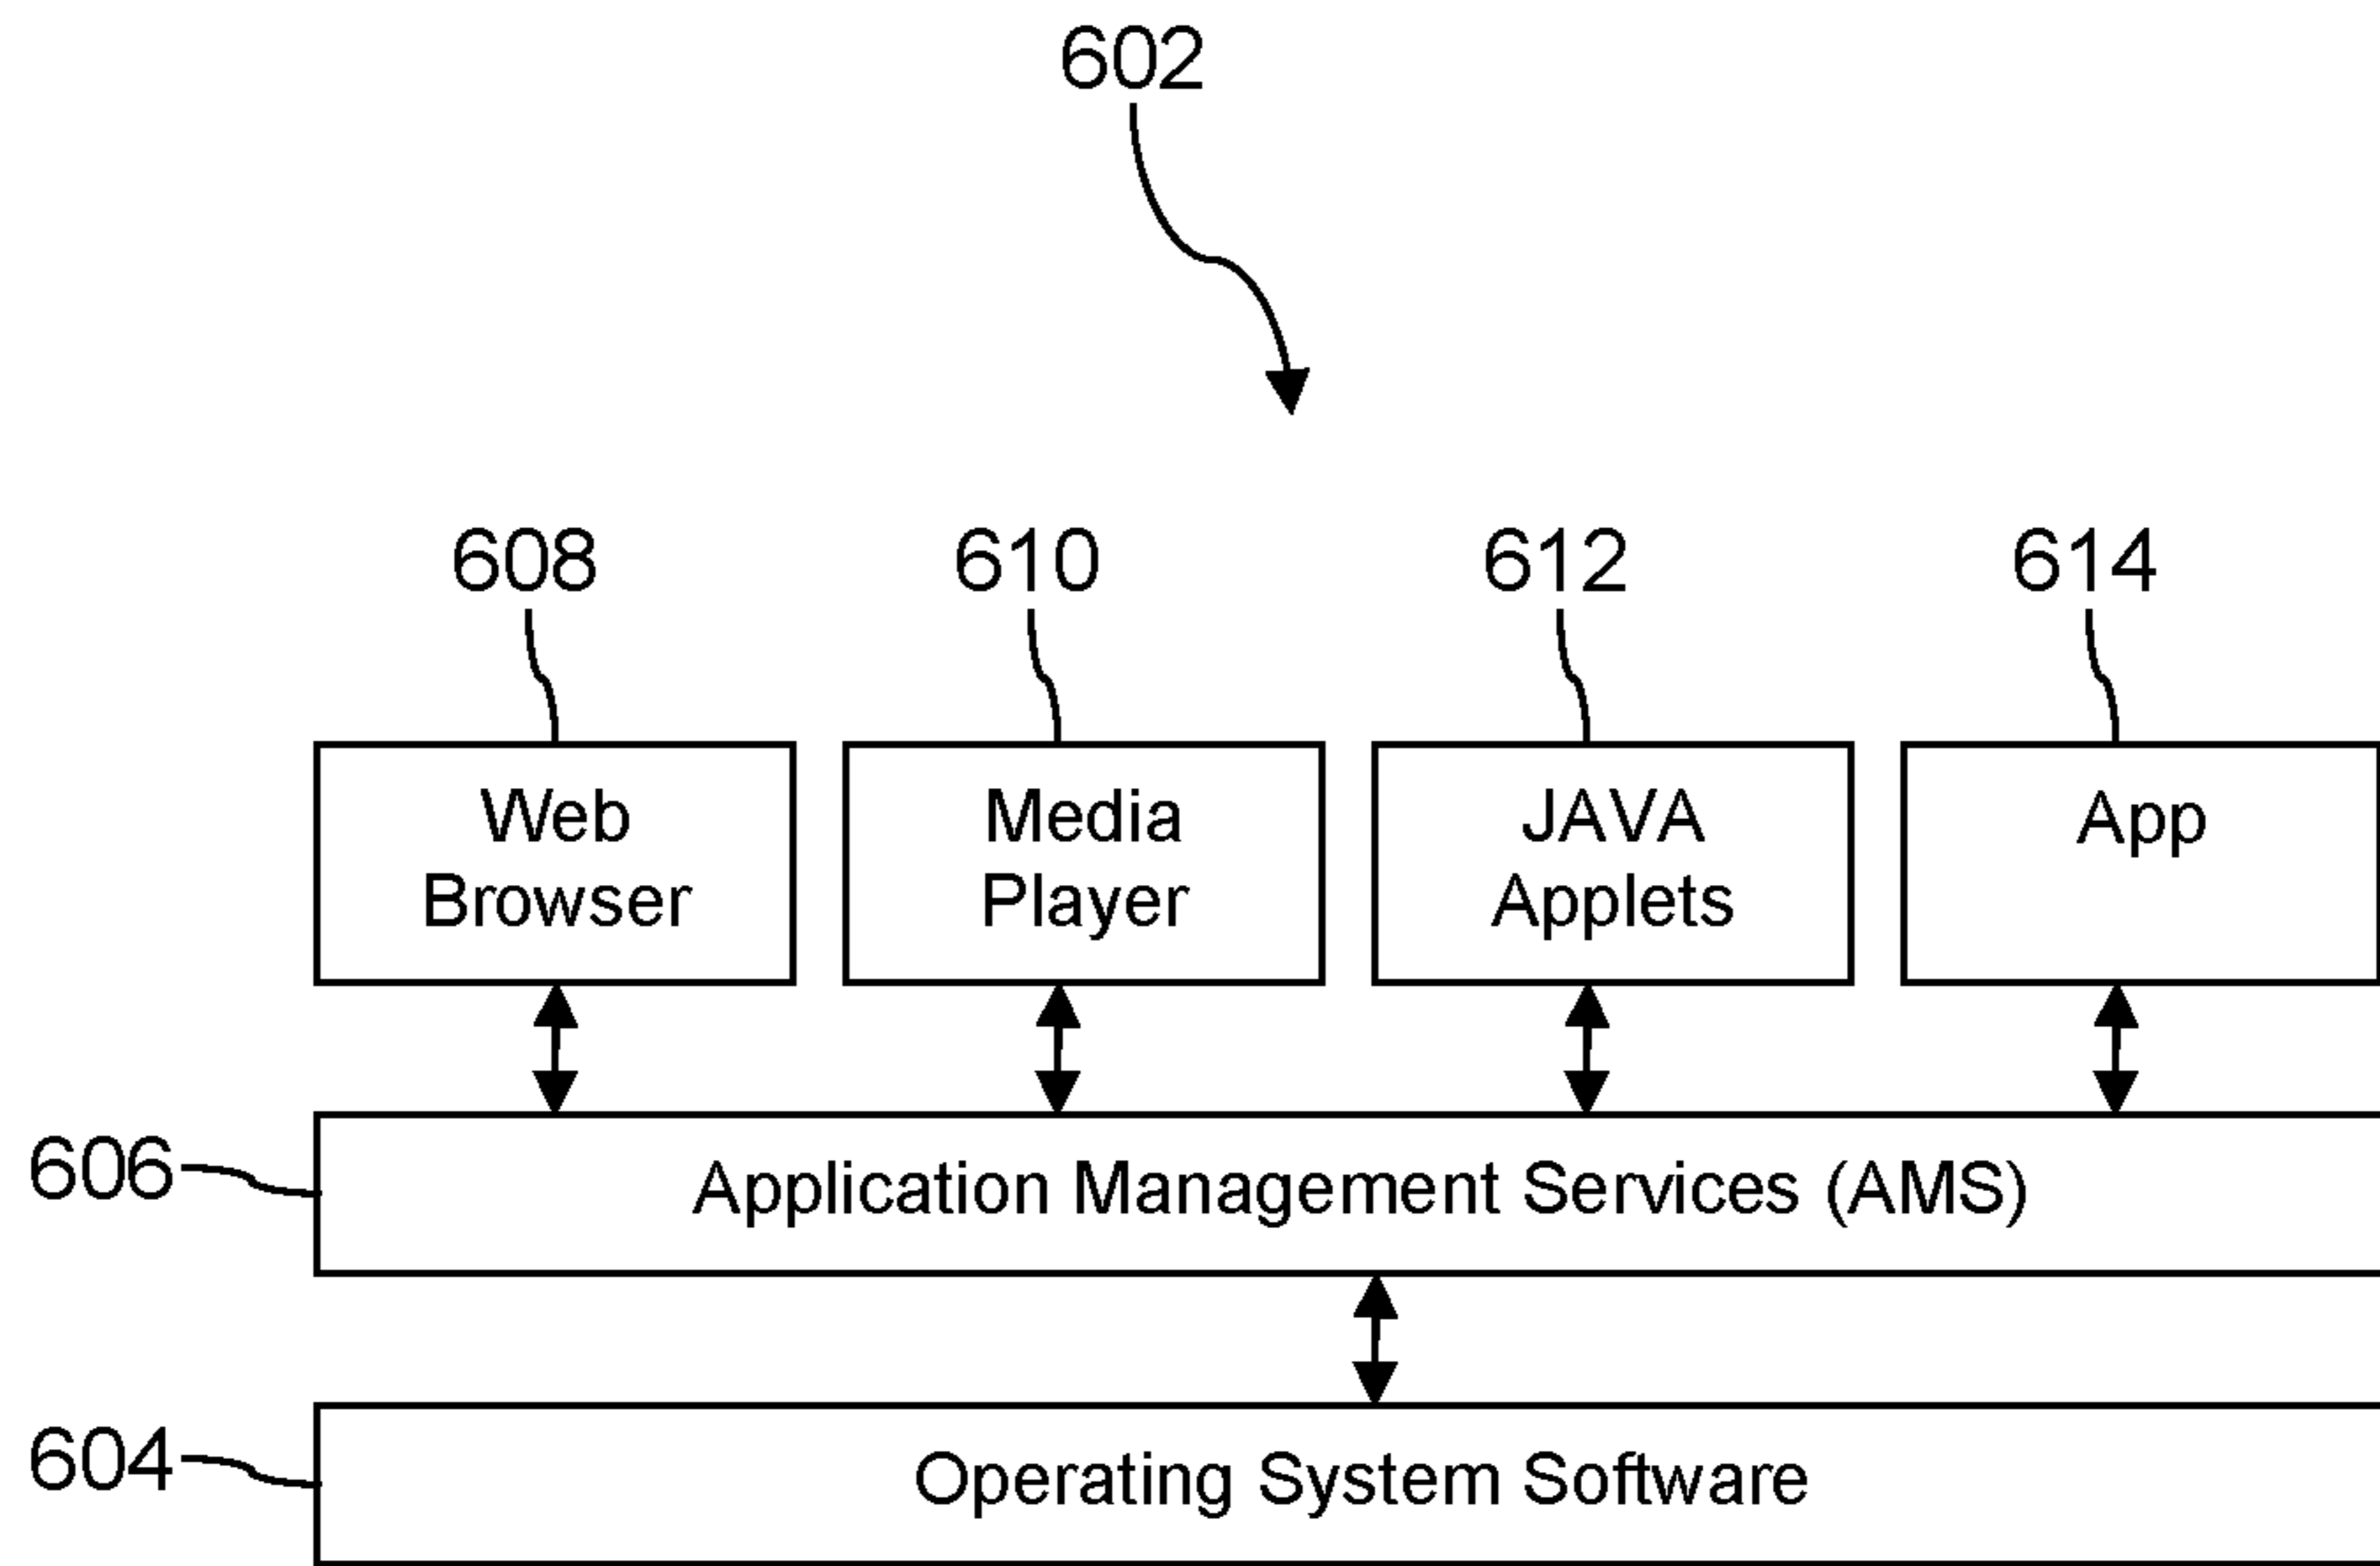 602
608
610
612
614
Web
Browser
Media
Player
JAVA
Applets
App
606
Application Management Services (AMS)
604
Operating System Software